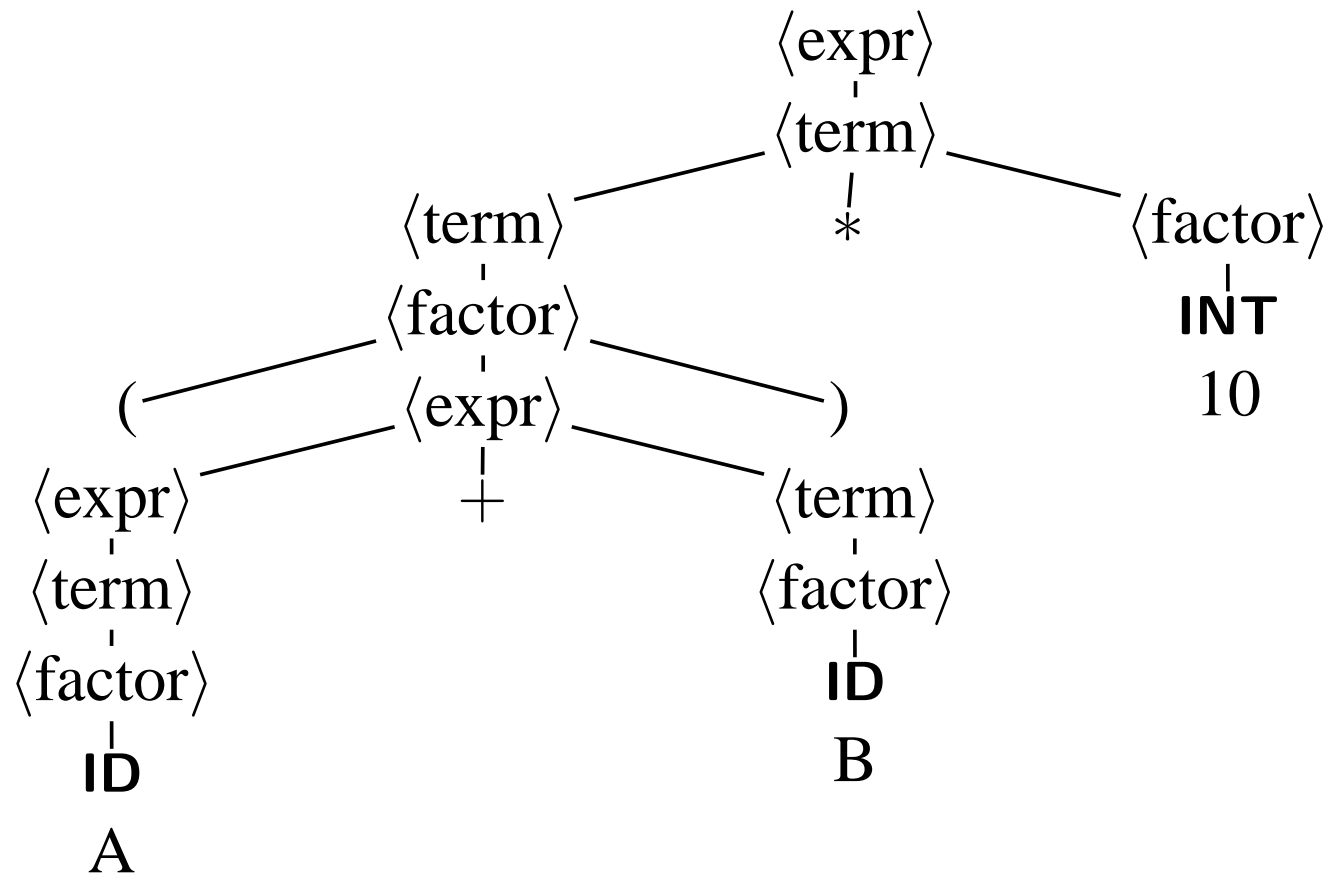 ⟨expr⟩
⟨term⟩
⟨term⟩ * ⟨factor⟩
⟨factor⟩ INT
( ⟨expr⟩ ) 10
⟨expr⟩ + ⟨term⟩
⟨term⟩ ⟨factor⟩
⟨factor⟩ ID
ID B
A